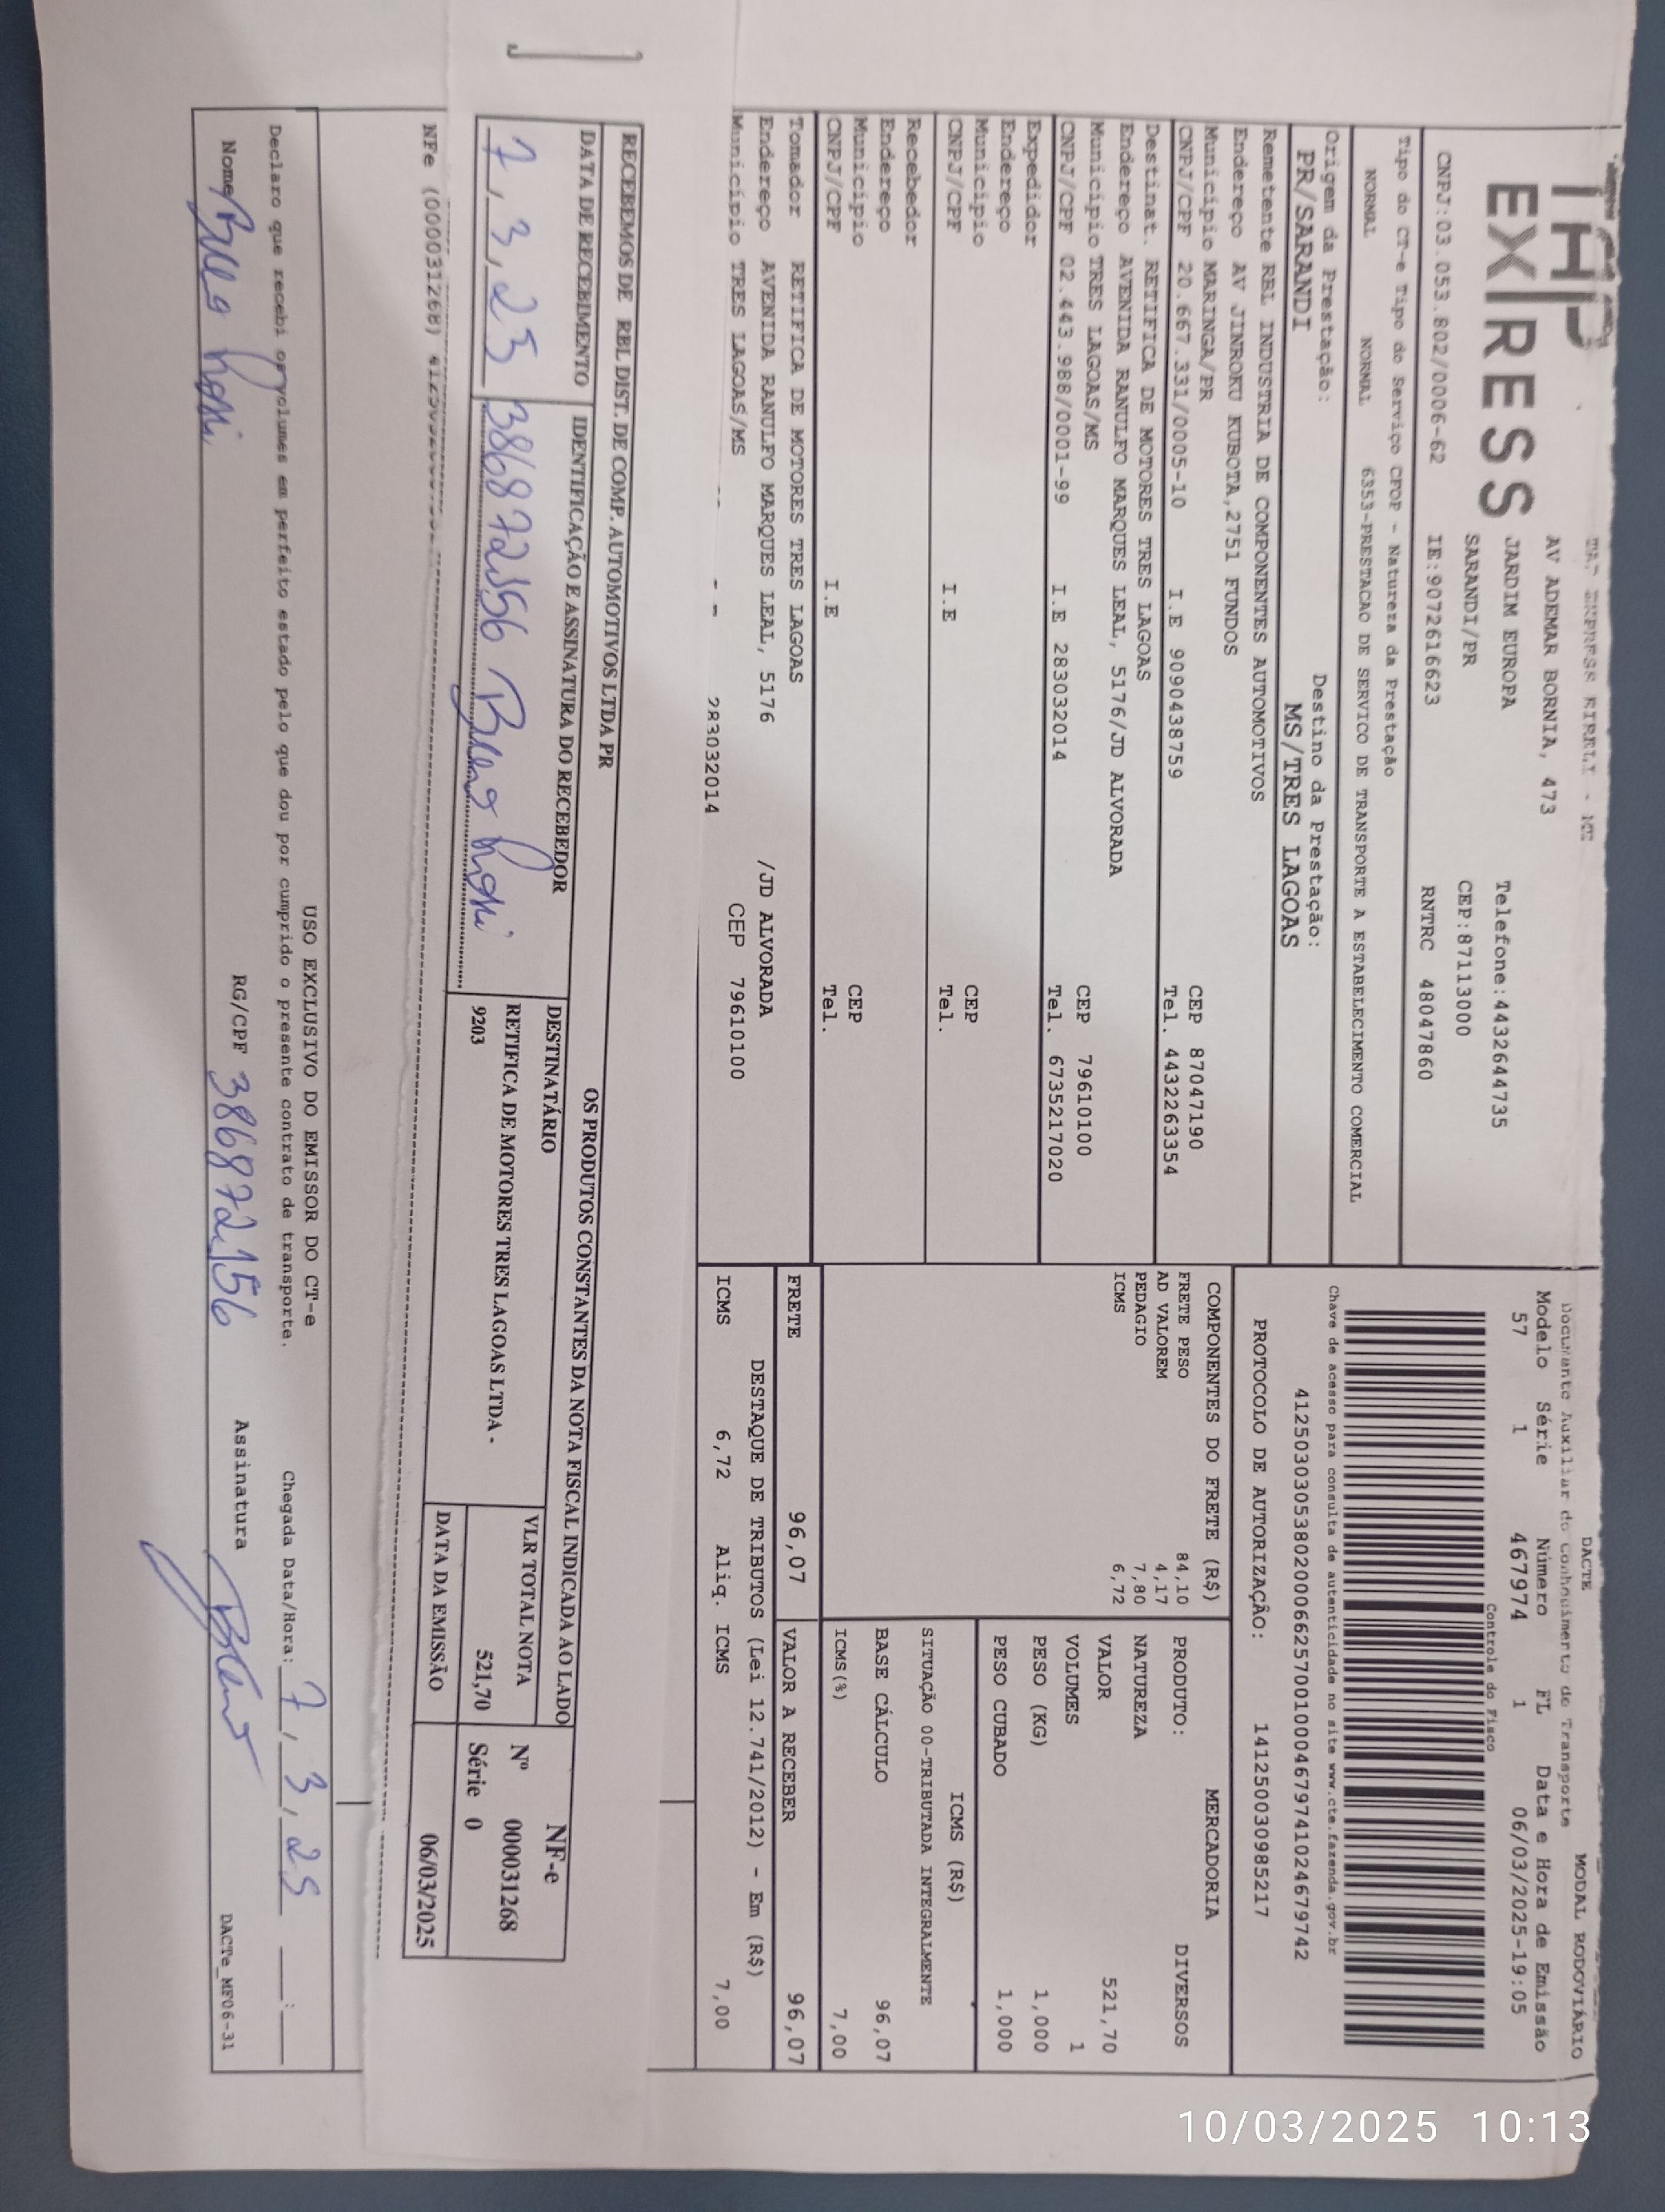 EXPRESS
AV ADEMAR BORNIA, 473
JARDIM EUROPA
Telefone:4432644735
SARANDI/PR
CEP:87113000
CNPJ:03.053.802/0006-62 IE:9072616623 RNTRC 48047860
DACTE MODAL RODOVIÁRIO
Documento Auxiliar do Conhecimento de Transporte
Modelo Série Número FL Data e Hora de Emissão
57 1 467974 1 06/03/2025-19:05
Controle do Fisco
Tipo do CT-e Tipo do Serviço CFOP - Natureza da Prestação
NORMAL NORMAL 6353-PRESTACAO DE SERVICO DE TRANSPORTE A ESTABELECIMENTO COMERCIAL
Chave de acesso para consulta de autenticidade no site www.cte.fazenda.gov.br
41250303053802000662570010004679741024679742
Origem da Prestação: Destino da Prestação:
PR/SARANDI MS/TRES LAGOAS
PROTOCOLO DE AUTORIZAÇÃO: 141250030985217
Remetente RBL INDUSTRIA DE COMPONENTES AUTOMOTIVOS
Endereço AV JINROKU KUBOTA,2751 FUNDOS
Município MARINGA/PR CEP 87047190
CNPJ/CPF 20.667.331/0005-10 I.E 9090438759 Tel. 4432263354
Destinat. RETIFICA DE MOTORES TRES LAGOAS
Endereço AVENIDA RANULFO MARQUES LEAL, 5176/JD ALVORADA
Município TRES LAGOAS/MS CEP 79610100
CNPJ/CPF 02.443.988/0001-99 I.E 283032014 Tel. 6735217020
Expedidor
Endereço
Município CEP
CNPJ/CPF I.E Tel.
Recebedor
Endereço
Município CEP
CNPJ/CPF I.E Tel.
Tomador RETIFICA DE MOTORES TRES LAGOAS
Endereço AVENIDA RANULFO MARQUES LEAL, 5176 /JD ALVORADA
Município TRES LAGOAS/MS CEP 79610100
283032014
COMPONENTES DO FRETE (R$)
FRETE PESO 84,10
AD VALOREM 4,17
PEDAGIO 7,80
ICMS 6,72
MERCADORIA
PRODUTO: DIVERSOS
NATUREZA
VALOR 521,70
VOLUMES 1
PESO (KG) 1,000
PESO CUBADO 1,000
ICMS (R$)
SITUAÇÃO 00-TRIBUTADA INTEGRALMENTE
BASE CÁLCULO 96,07
ICMS(%) 7,00
FRETE 96,07 VALOR A RECEBER 96,07
DESTAQUE DE TRIBUTOS (Lei 12.741/2012) - Em (R$)
ICMS 6,72 Aliq. ICMS 7,00
RECEBEMOS DE RBL DIST. DE COMP. AUTOMOTIVOS LTDA PR OS PRODUTOS CONSTANTES DA NOTA FISCAL INDICADA AO LADO
DATA DE RECEBIMENTO IDENTIFICAÇÃO E ASSINATURA DO RECEBEDOR
7, 3, 25 386872156
DESTINATÁRIO
RETIFICA DE MOTORES TRES LAGOAS LTDA -
9203
VLR TOTAL NOTA
521,70
DATA DA EMISSÃO 06/03/2025
NF-e
Nº 000031268
Série 0
NFe (000031268)
USO EXCLUSIVO DO EMISSOR DO CT-e
Declaro que recebi os volumes em perfeito estado pelo que dou por cumprido o presente contrato de transporte. Chegada Data/Hora: 7, 3, 25
Nome RG/CPF 386872156 Assinatura
DACTe_MF06-31
10/03/2025 10:13